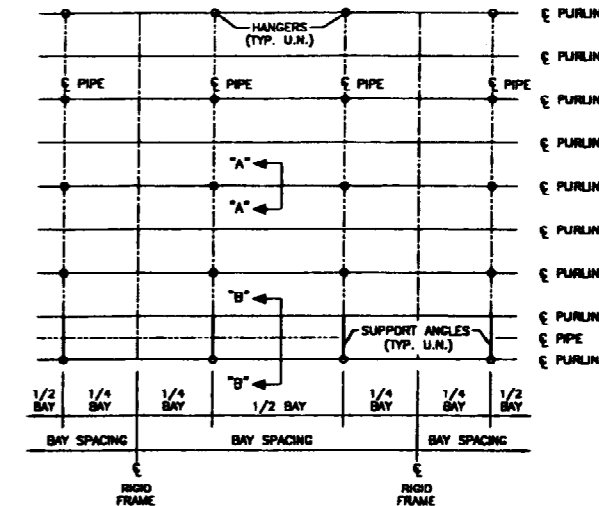 HANGERS
(TYP. U.N.)
℄ PURLIN
℄ PURLIN
℄ PIPE
℄ PIPE
℄ PIPE
℄ PIPE
℄ PURLIN
℄ PURLIN
"A"
"A"
℄ PURLIN
℄ PURLIN
℄ PURLIN
"B"
℄ PURLIN
SUPPORT ANGLES
(TYP. U.N.)
℄ PIPE
℄ PURLIN
"B"
1/2 BAY
1/4 BAY
1/4 BAY
1/2 BAY
1/4 BAY
1/4 BAY
1/2 BAY
BAY SPACING
BAY SPACING
BAY SPACING
℄
RIGID
FRAME
℄
RIGID
FRAME